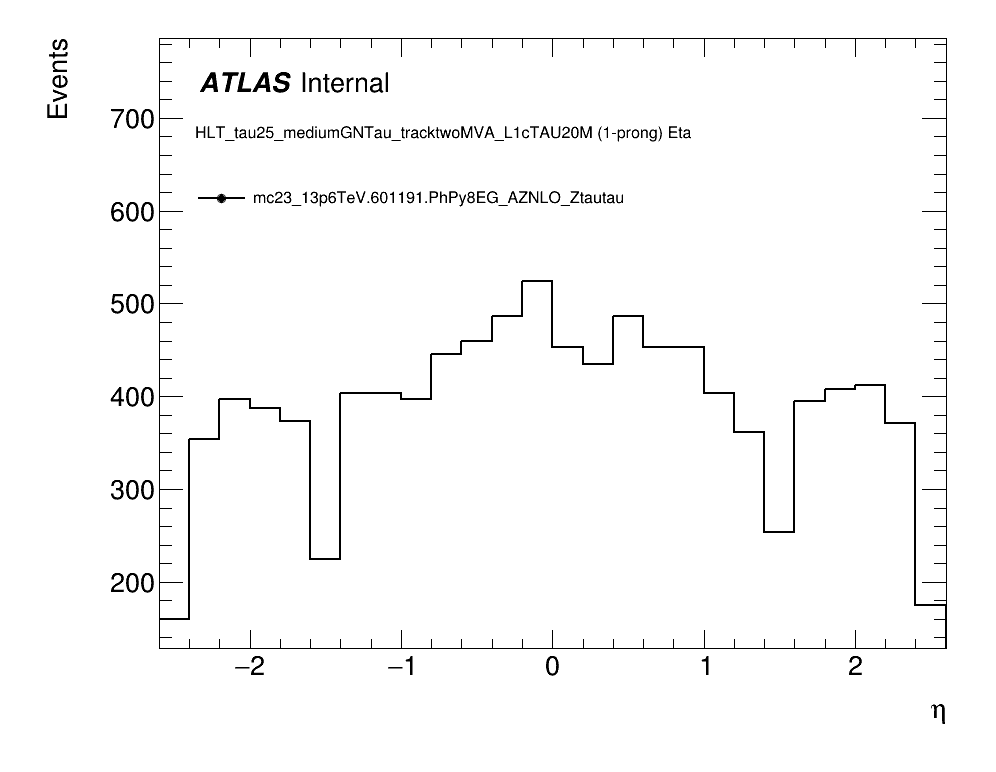 Events
ATLAS Internal
HLT_tau25_mediumGNTau_tracktwoMVA_L1cTAU20M (1-prong) Eta
mc23_13p6TeV.601191.PhPy8EG_AZNLO_Ztautau
700
600
500
400
300
200
−2 −1 0 1 2
η